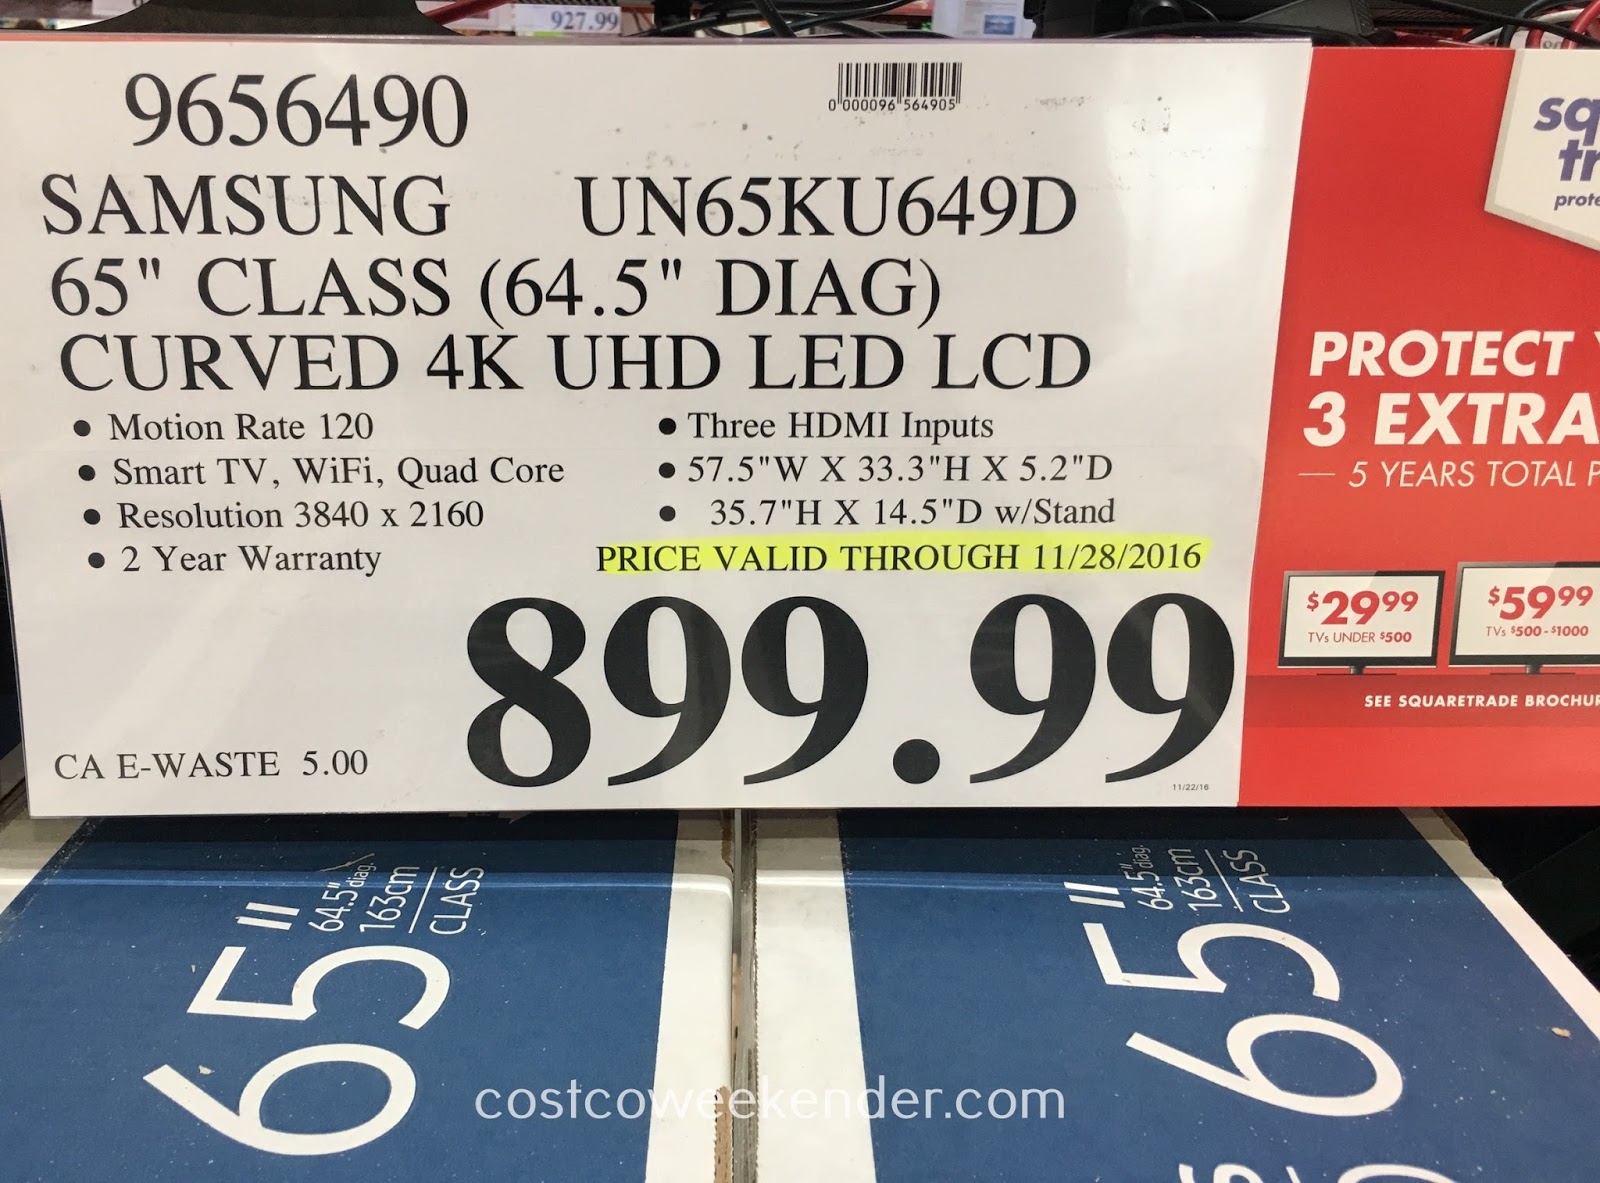 927.99
9656490
0 000096 564905
SAMSUNG UN65KU649D
65" CLASS (64.5" DIAG)
CURVED 4K UHD LED LCD
• Motion Rate 120
• Smart TV, WiFi, Quad Core
• Resolution 3840 x 2160
• 2 Year Warranty
• Three HDMI Inputs
• 57.5"W X 33.3"H X 5.2"D
• 35.7"H X 14.5"D w/Stand
PRICE VALID THROUGH 11/28/2016
899.99
CA E-WASTE 5.00
11/22/16
PROTECT
3 EXTRA
— 5 YEARS TOTAL
$29.99
TVs UNDER $500
$59.99
TVs $500-$1000
SEE SQUARETRADE
65"
64.5" diag.
163cm
CLASS
65"
64.5" diag.
163cm
CLASS
costcoweekender.com